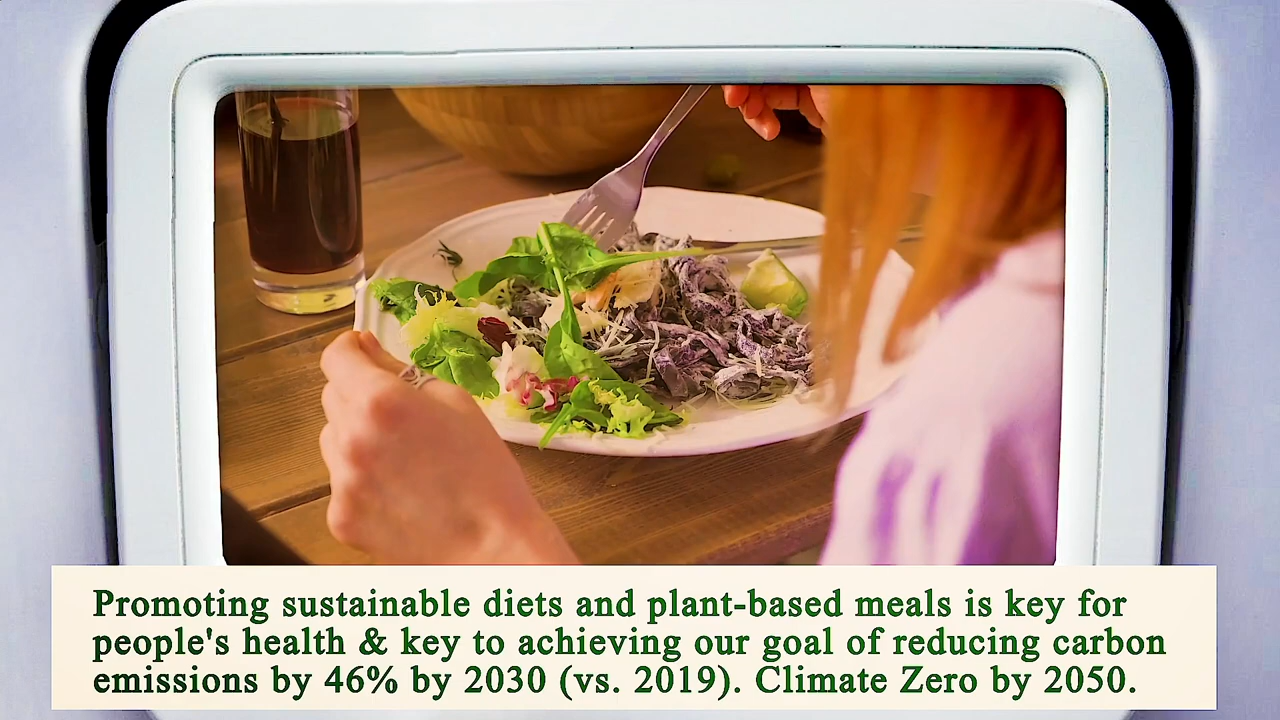 Promoting sustainable diets and plant-based meals is key for
people's health & key to achieving our goal of reducing carbon
emissions by 46% by 2030 (vs. 2019). Climate Zero by 2050.